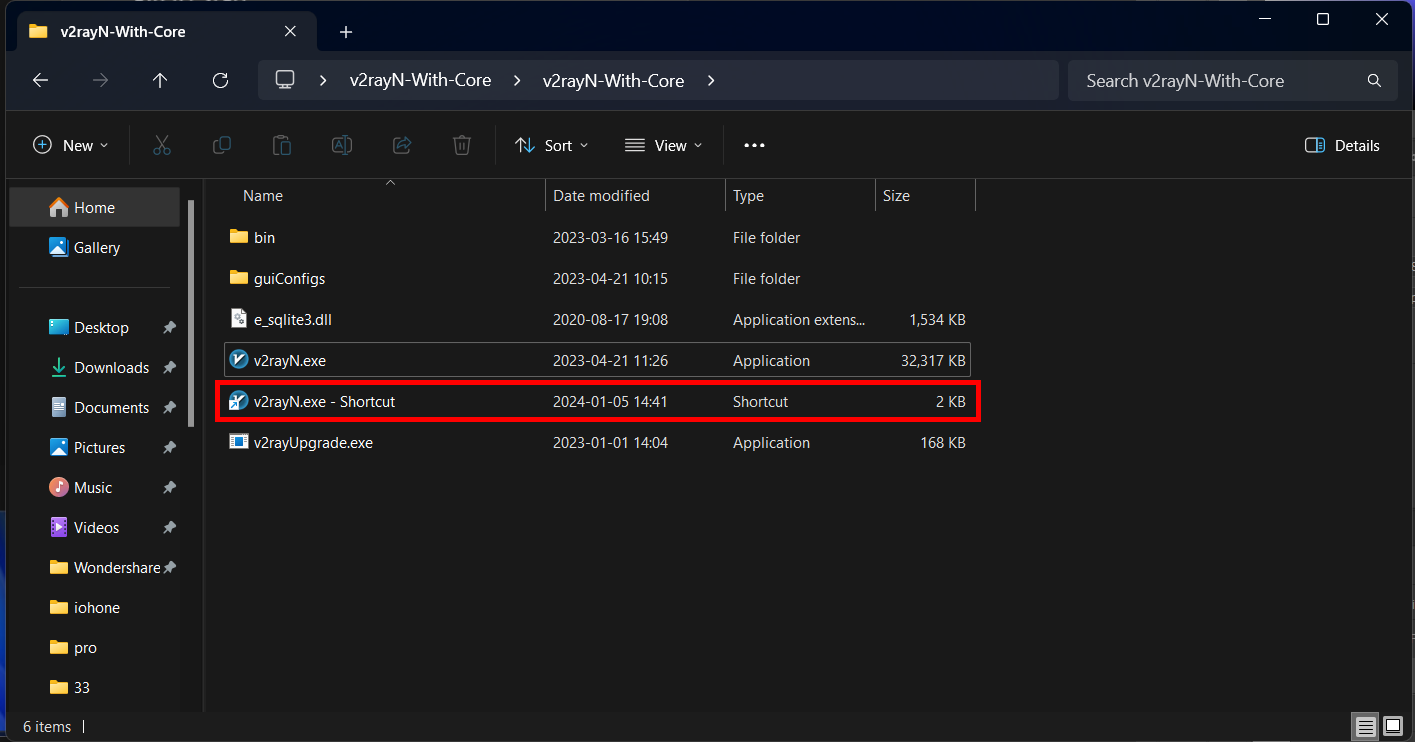 v2rayN-With-Core
v2rayN-With-Core > v2rayN-With-Core >
Search v2rayN-With-Core
New
Sort
View
Details
Name Date modified Type Size
Home
Gallery
Desktop
Downloads
Documents
Pictures
Music
Videos
Wondershare
iohone
pro
33
bin 2023-03-16 15:49 File folder
guiConfigs 2023-04-21 10:15 File folder
e_sqlite3.dll 2020-08-17 19:08 Application extens... 1,534 KB
v2rayN.exe 2023-04-21 11:26 Application 32,317 KB
v2rayN.exe - Shortcut 2024-01-05 14:41 Shortcut 2 KB
v2rayUpgrade.exe 2023-01-01 14:04 Application 168 KB
6 items